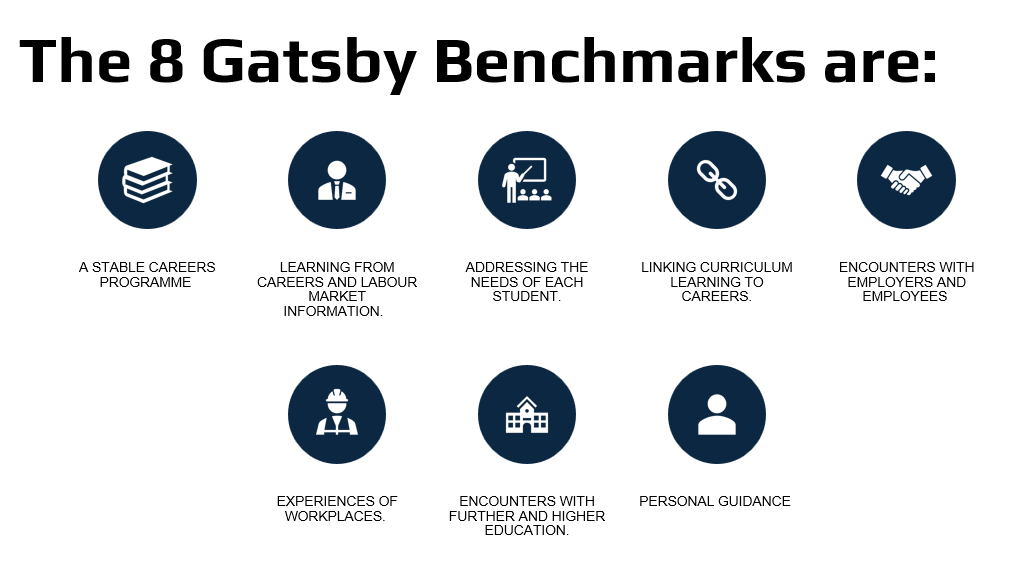 The 8 Gatsby Benchmarks are:
A STABLE CAREERS
PROGRAMME
LEARNING FROM
CAREERS AND LABOUR
MARKET
INFORMATION.
ADDRESSING THE
NEEDS OF EACH
STUDENT.
LINKING CURRICULUM
LEARNING TO
CAREERS.
ENCOUNTERS WITH
EMPLOYERS AND
EMPLOYEES
EXPERIENCES OF
WORKPLACES.
ENCOUNTERS WITH
FURTHER AND HIGHER
EDUCATION.
PERSONAL GUIDANCE